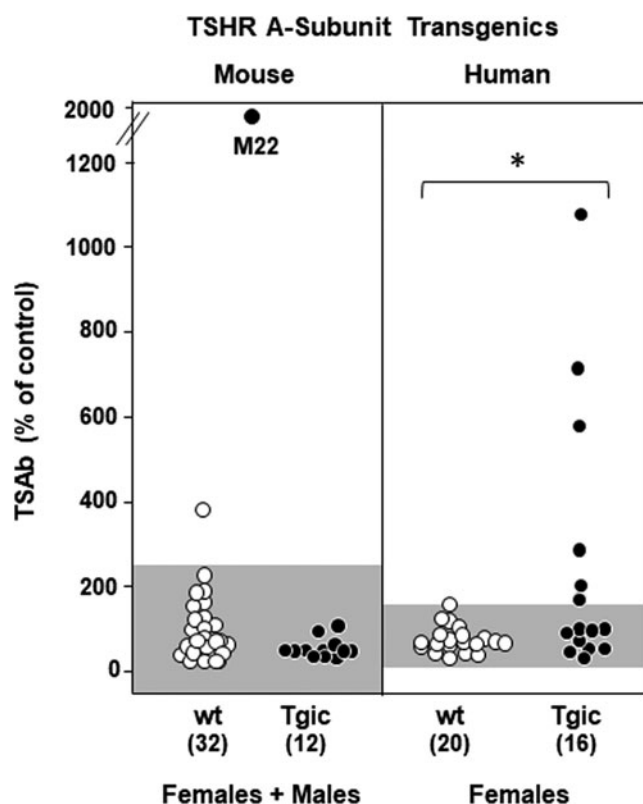 TSHR A-Subunit Transgenics
Mouse Human
2000
M22
*
1200
1000
800
600
400
200
0
TSAb (% of control)
wt Tgic wt Tgic
(32) (12) (20) (16)
Females + Males Females